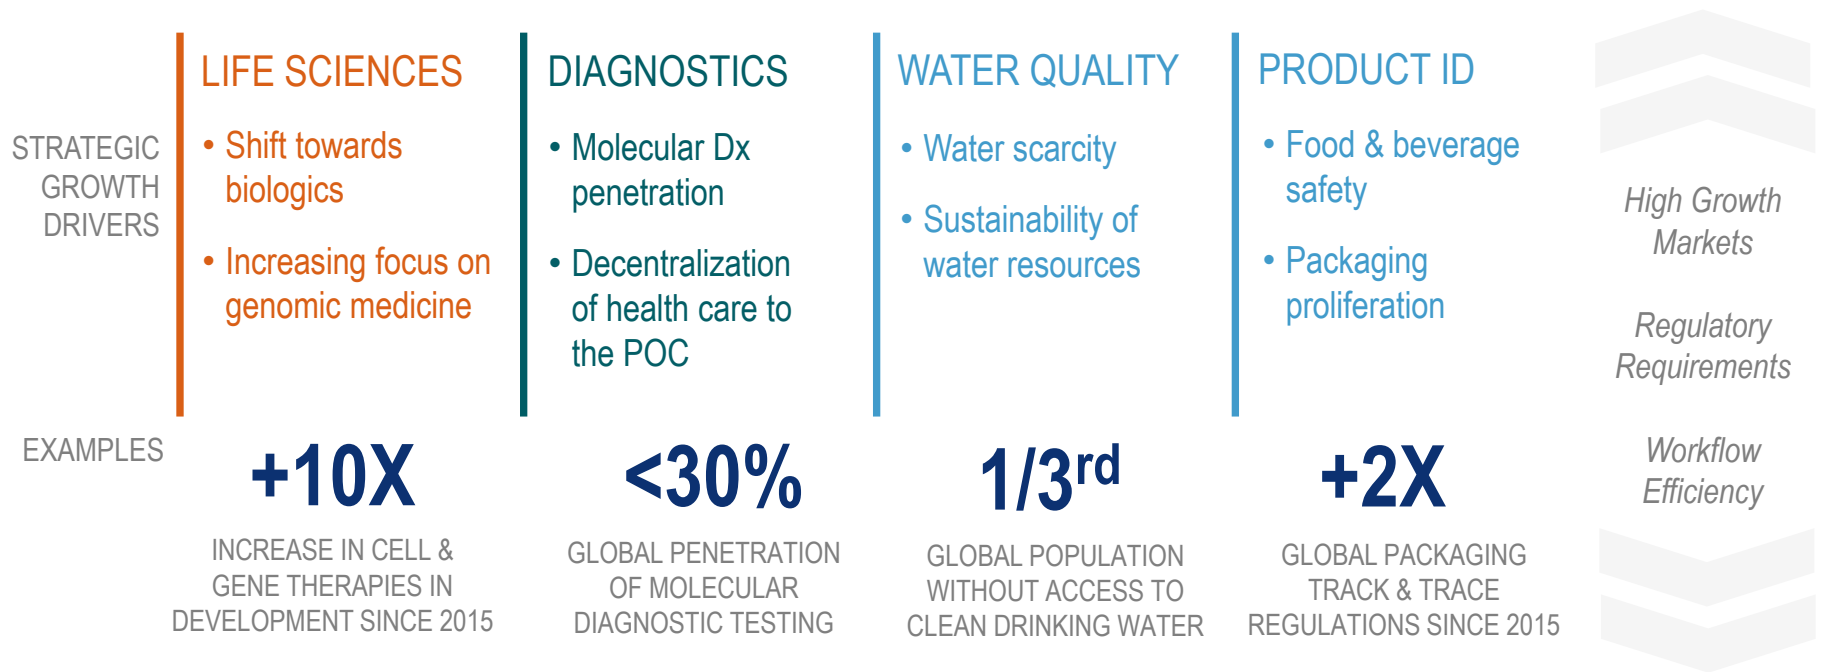 STRATEGIC
GROWTH
DRIVERS
LIFE SCIENCES
• Shift towards
biologics
• Increasing focus on
genomic medicine
DIAGNOSTICS
• Molecular Dx
penetration
• Decentralization
of health care to
the POC
WATER QUALITY
• Water scarcity
• Sustainability of
water resources
PRODUCT ID
• Food & beverage
safety
• Packaging
proliferation
EXAMPLES
+10X
INCREASE IN CELL &
GENE THERAPIES IN
DEVELOPMENT SINCE 2015
<30%
GLOBAL PENETRATION
OF MOLECULAR
DIAGNOSTIC TESTING
1/3rd
GLOBAL POPULATION
WITHOUT ACCESS TO
CLEAN DRINKING WATER
+2X
GLOBAL PACKAGING
TRACK & TRACE
REGULATIONS SINCE 2015
High Growth
Markets
Regulatory
Requirements
Workflow
Efficiency